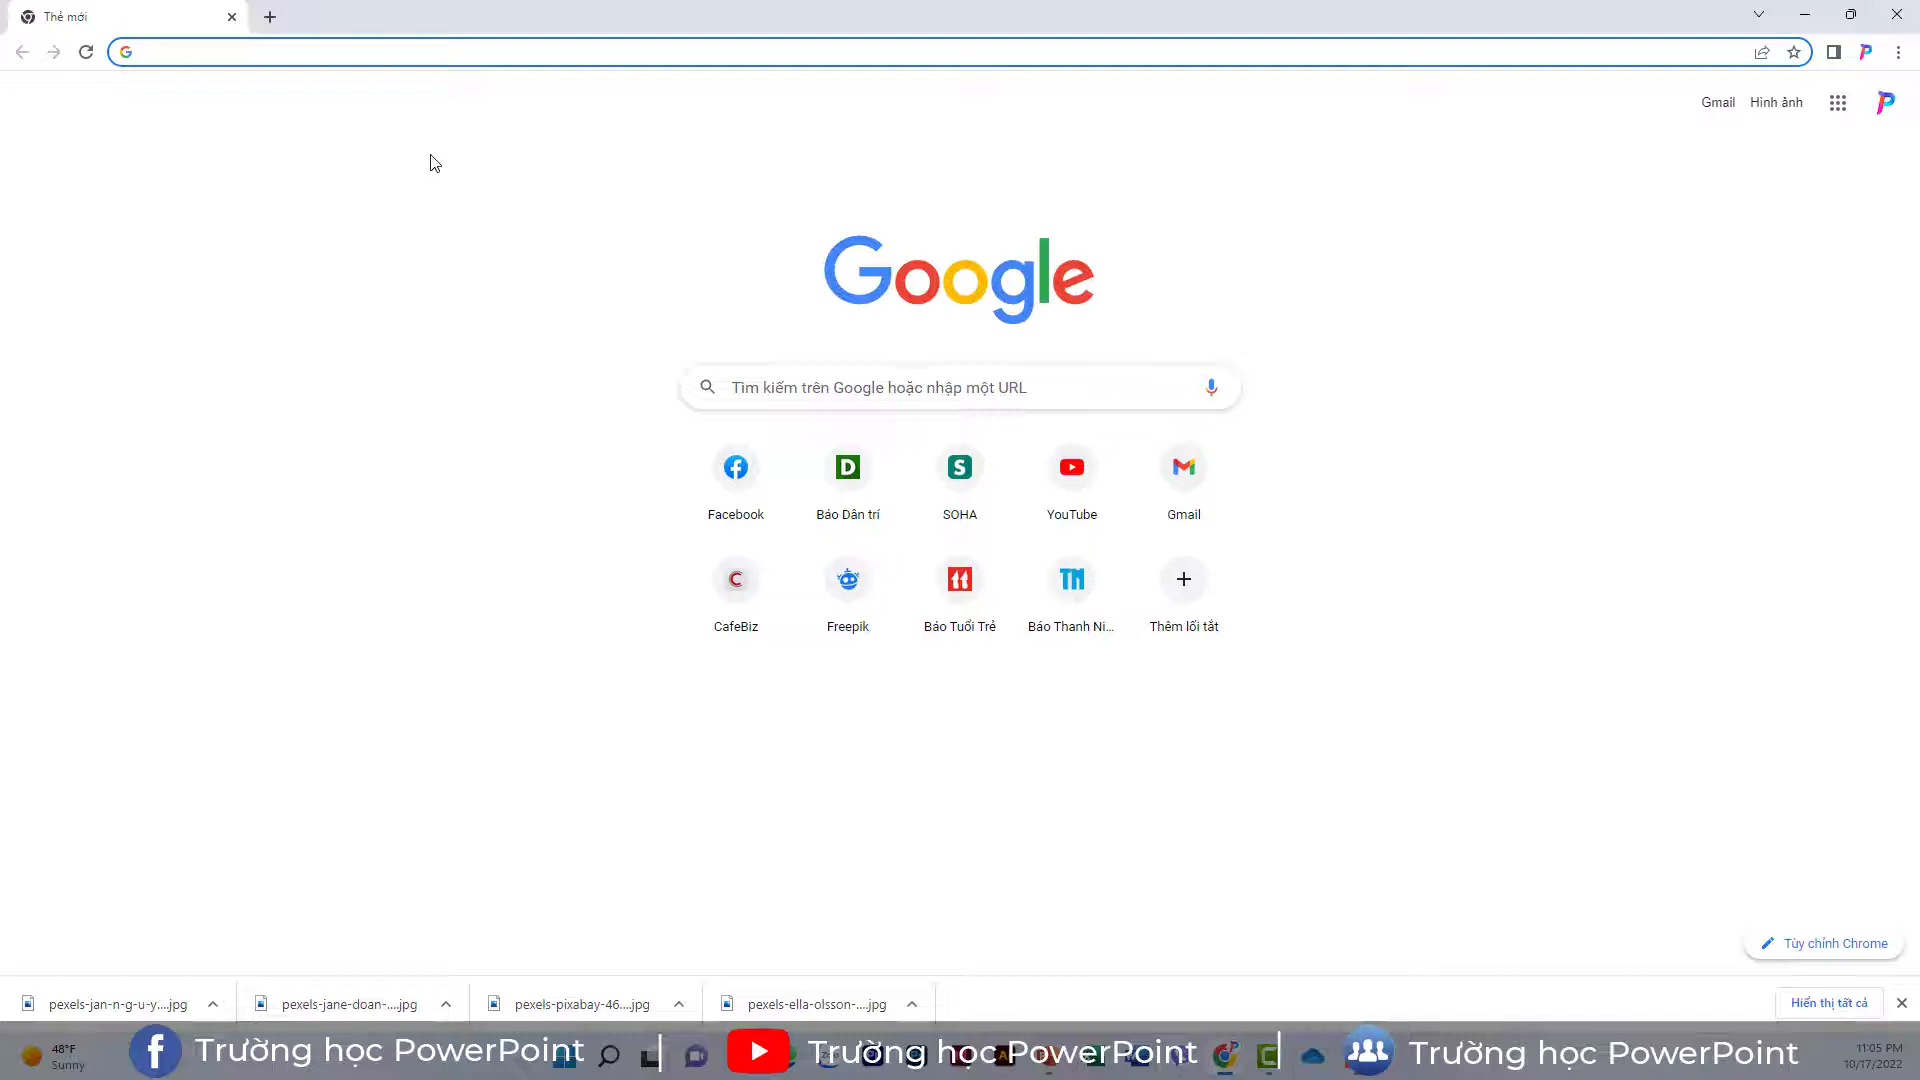 Thẻ mới
Gmail
Hình ảnh
Google
Tìm kiếm trên Google hoặc nhập một URL
Facebook
Báo Dân trí
SOHA
YouTube
Gmail
CafeBiz
Freepik
Báo Tuổi Trẻ
Báo Thanh Ni...
Thêm lối tắt
Tùy chỉnh Chrome
pexels-jan-n-g-u-y....jpg
pexels-jane-doan-....jpg
pexels-pixabay-46....jpg
pexels-ella-olsson-....jpg
Hiển thị tất cả
48°F
Sunny
Trường học PowerPoint
Trường học PowerPoint
Trường học PowerPoint
11:05 PM
10/17/2022